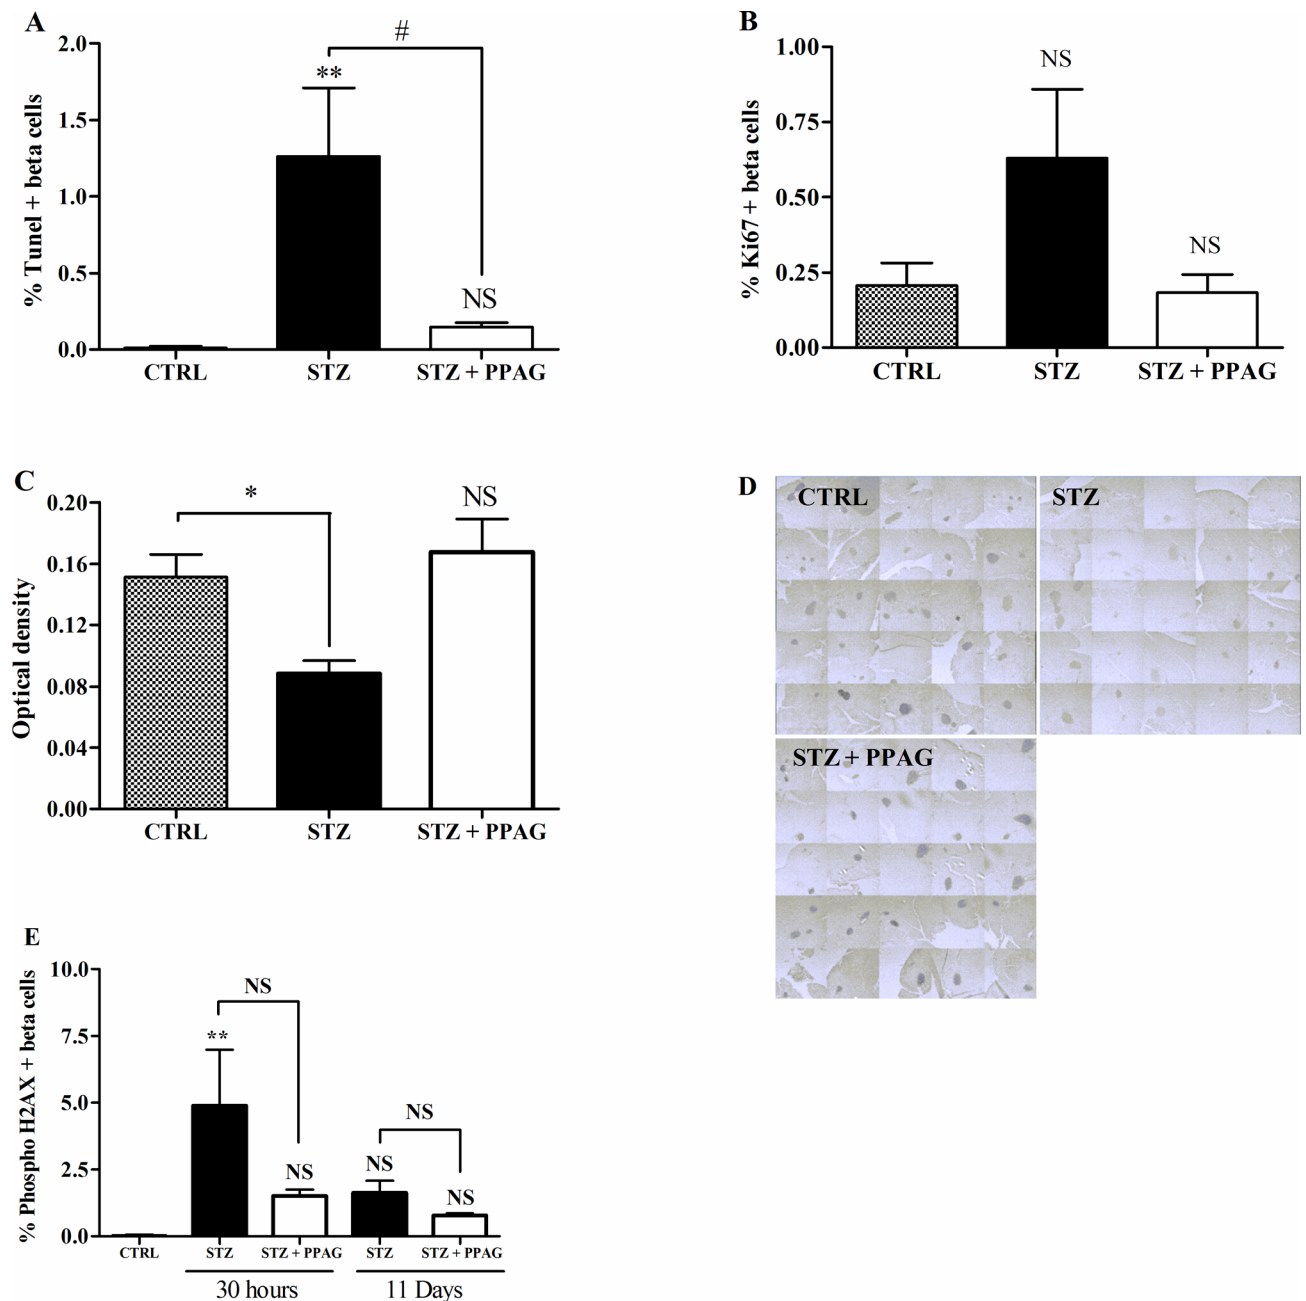 A
% Tunel + beta cells
2.0
1.5
1.0
0.5
0.0
#
**
NS
CTRL
STZ
STZ + PPAG
B
% Ki67 + beta cells
1.00
0.75
0.50
0.25
0.00
NS
NS
CTRL
STZ
STZ + PPAG
C
Optical density
0.20
0.16
0.12
0.08
0.04
0.00
*
NS
CTRL
STZ
STZ + PPAG
D
CTRL
STZ
STZ + PPAG
E
% Phospho H2AX + beta cells
10.0
7.5
5.0
2.5
0.0
NS
**
NS
NS
NS
NS
CTRL
STZ
STZ + PPAG
STZ
STZ + PPAG
30 hours
11 Days